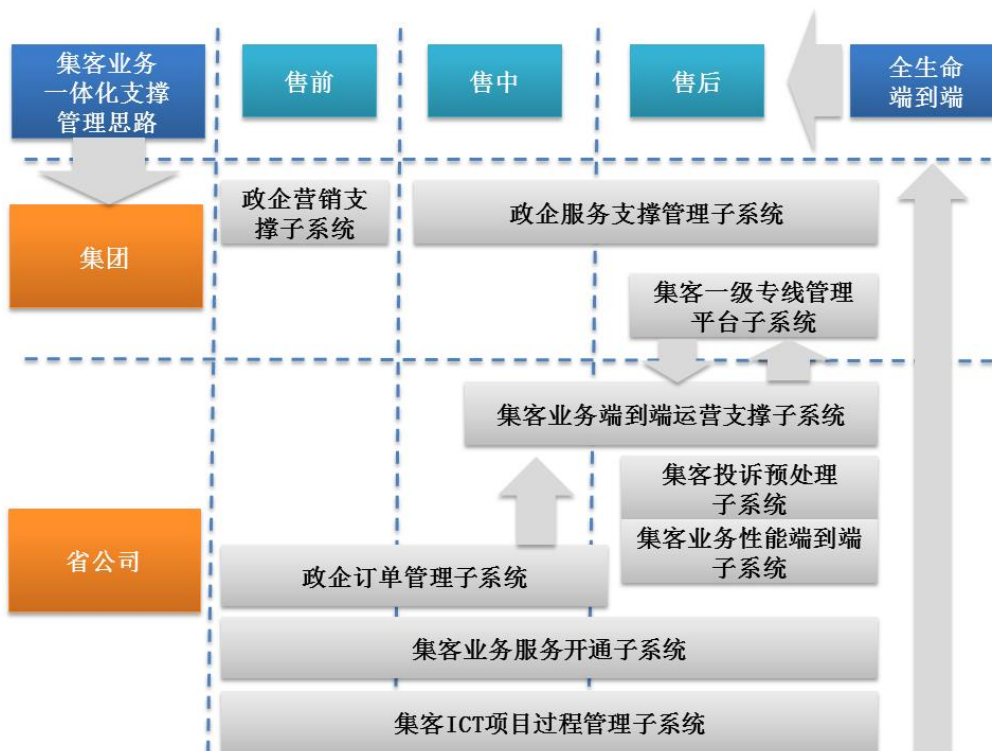 集客业务
一体化支撑
管理思路
售前
售中
售后
全生命
端到端
政企营销支
撑子系统
政企服务支撑管理子系统
集团
集客一级专线管理
平台子系统
集客业务端到端运营支撑子系统
集客投诉预处理
子系统
集客业务性能端到端
子系统
省公司
政企订单管理子系统
集客业务服务开通子系统
集客ICT项目过程管理子系统